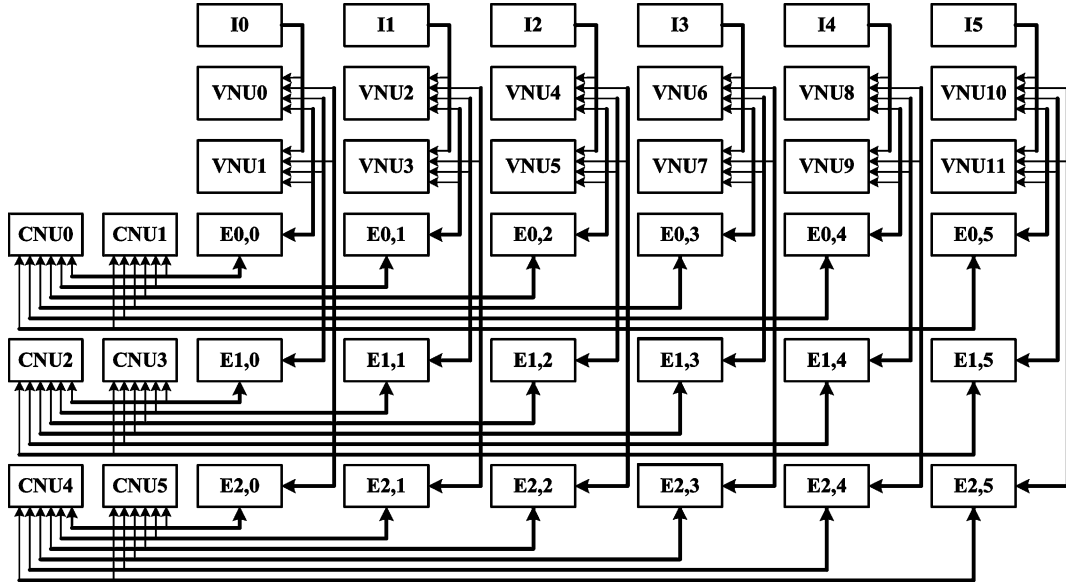 I0 I1 I2 I3 I4 I5
VNU0 VNU2 VNU4 VNU6 VNU8 VNU10
VNU1 VNU3 VNU5 VNU7 VNU9 VNU11
CNU0 CNU1 E0,0 E0,1 E0,2 E0,3 E0,4 E0,5
CNU2 CNU3 E1,0 E1,1 E1,2 E1,3 E1,4 E1,5
CNU4 CNU5 E2,0 E2,1 E2,2 E2,3 E2,4 E2,5